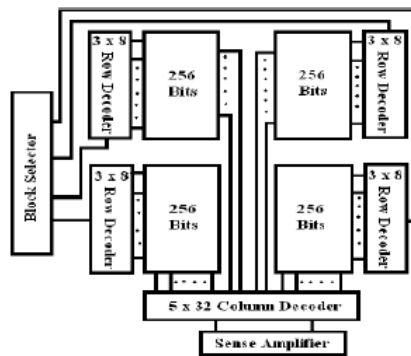 3 x 8
Row Decoder
256
Bits
256
Bits
3 x 8
Row Decoder
Block Selector
3 x 8
Row Decoder
256
Bits
256
Bits
3 x 8
Row Decoder
5 x 32 Column Decoder
Sense Amplifier